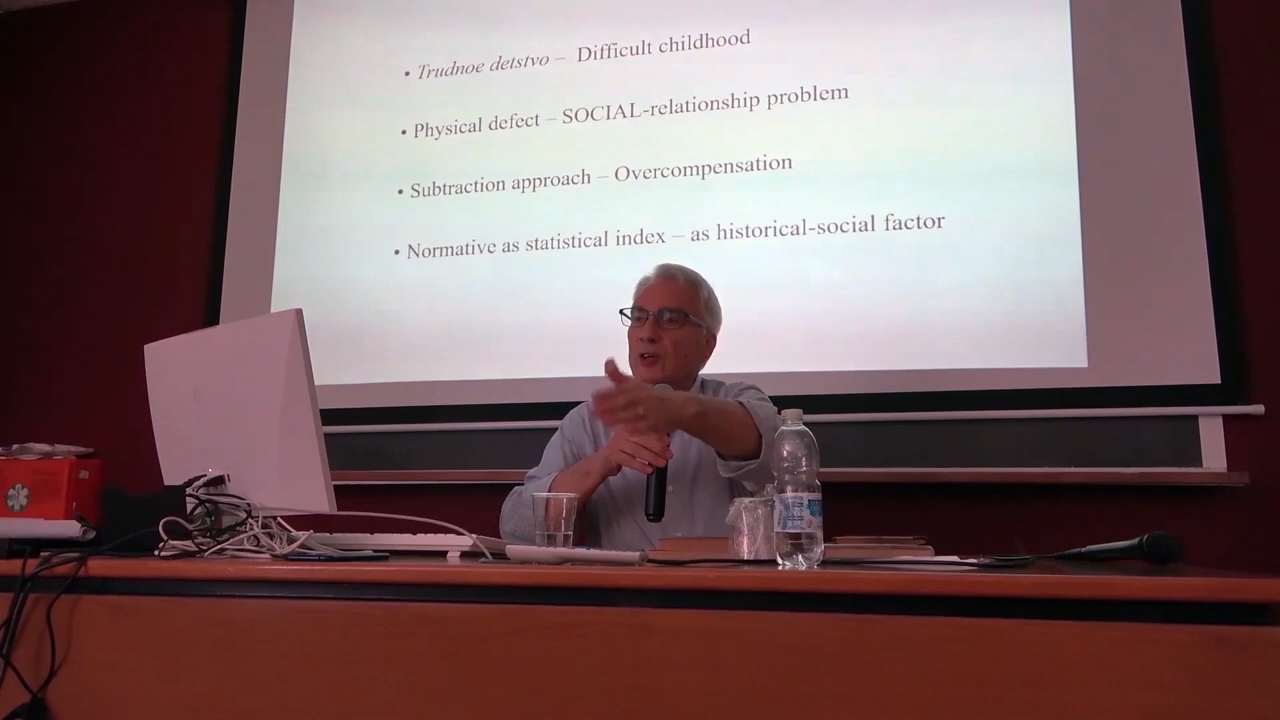 • Trudnoe detstvo – Difficult childhood
• Physical defect – SOCIAL-relationship problem
• Subtraction approach – Overcompensation
• Normative as statistical index – as historical-social factor